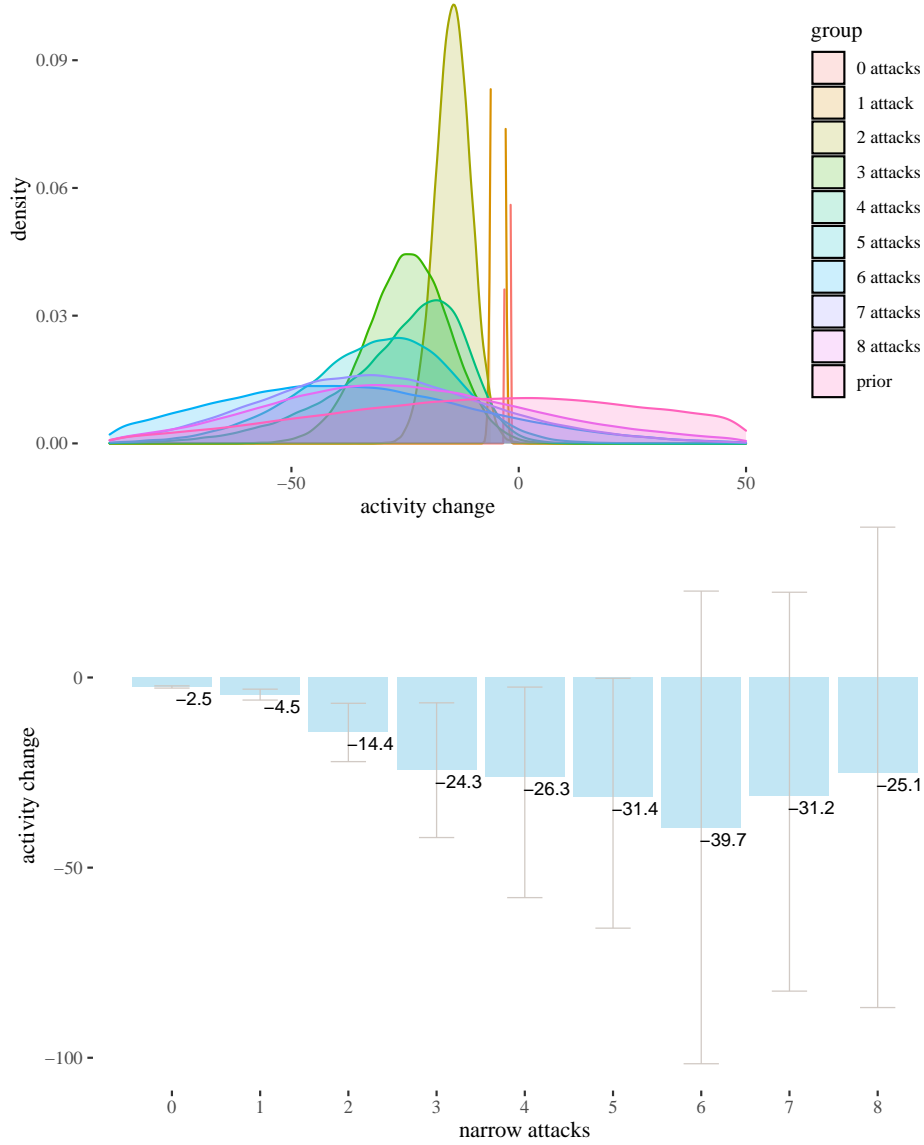 group
0 attacks
1 attack
2 attacks
3 attacks
4 attacks
5 attacks
6 attacks
7 attacks
8 attacks
prior
density
0.09
0.06
0.03
0.00
−50
0
50
activity change
activity change
0
−50
−100
−2.5
−4.5
−14.4
−24.3
−26.3
−31.4
−39.7
−31.2
−25.1
0
1
2
3
4
5
6
7
8
narrow attacks